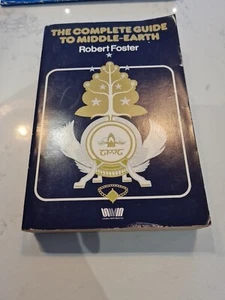 THE COMPLETE GUIDE
TO MIDDLE-EARTH
Robert Foster